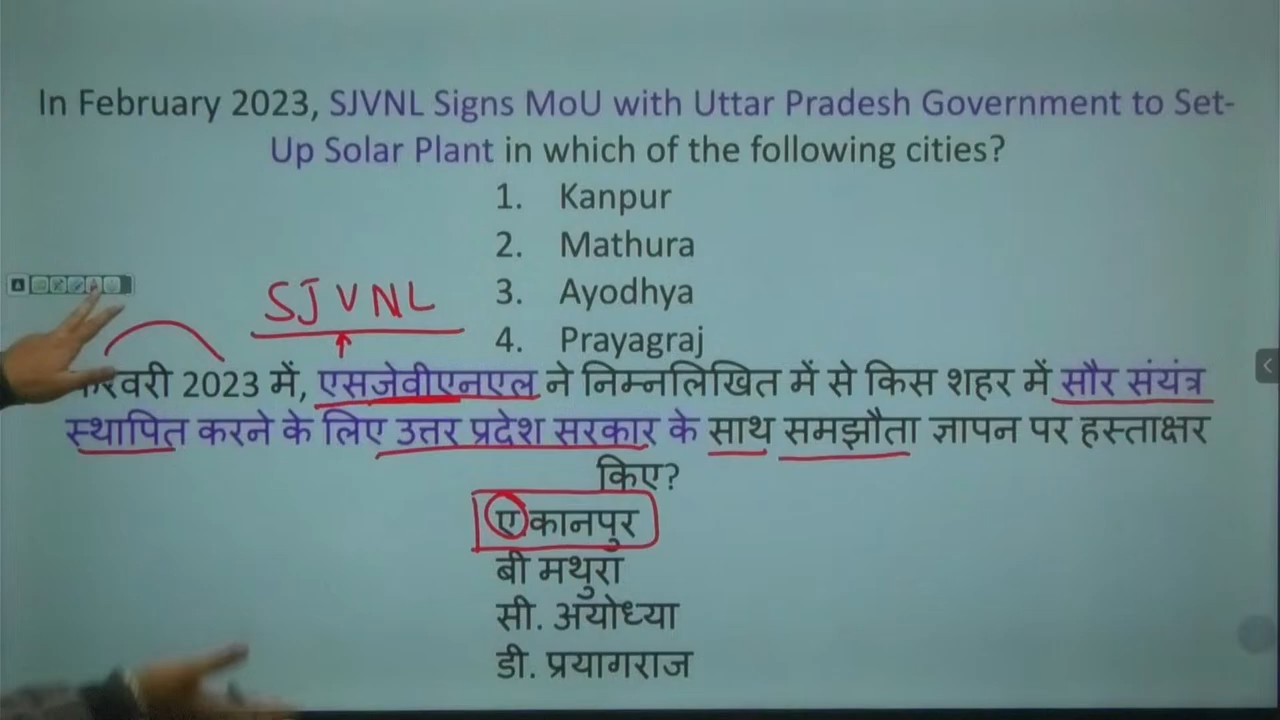 In February 2023, SJVNL Signs MoU with Uttar Pradesh Government to Set-
Up Solar Plant in which of the following cities?
1. Kanpur
2. Mathura
3. Ayodhya
4. Prayagraj
SJVNL
2023 में, एसजेवीएनएल ने निम्नलिखित में से किस शहर में सौर संयंत्र
स्थापित करने के लिए उत्तर प्रदेश सरकार के साथ समझौता ज्ञापन पर हस्ताक्षर
किए?
ए कानपुर
बी मथुरा
सी. अयोध्या
डी. प्रयागराज